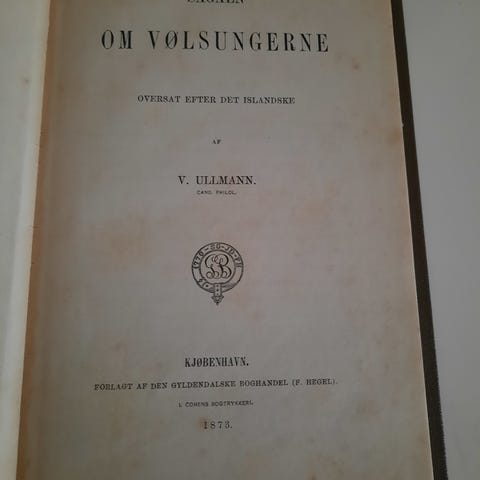 SAGAEN
OM VØLSUNGERNE
OVERSAT EFTER DET ISLANDSKE
AF
V. ULLMANN.
CAND. PHILOL.
KJØBENHAVN.
FORLAGT AF DEN GYLDENDALSKE BOGHANDEL (F. HEGEL).
I. COHENS BOGTRYKKERI.
1873.